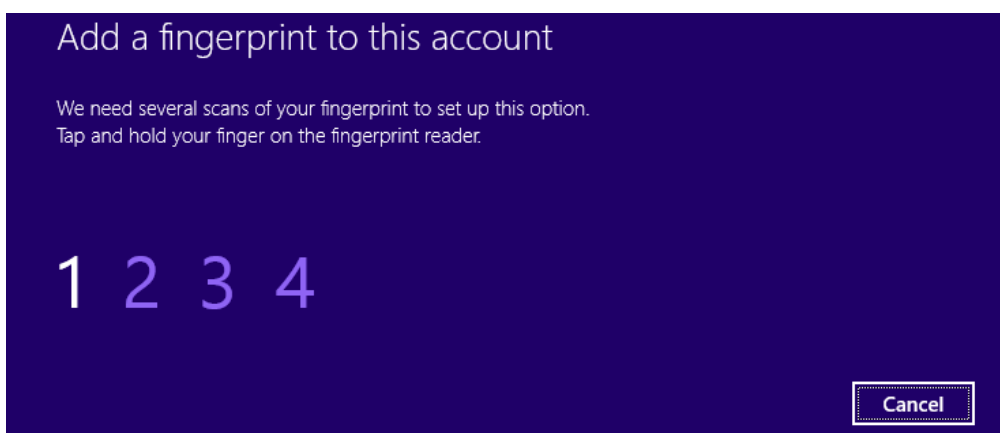 Add a fingerprint to this account
We need several scans of your fingerprint to set up this option.
Tap and hold your finger on the fingerprint reader.
1 2 3 4
Cancel